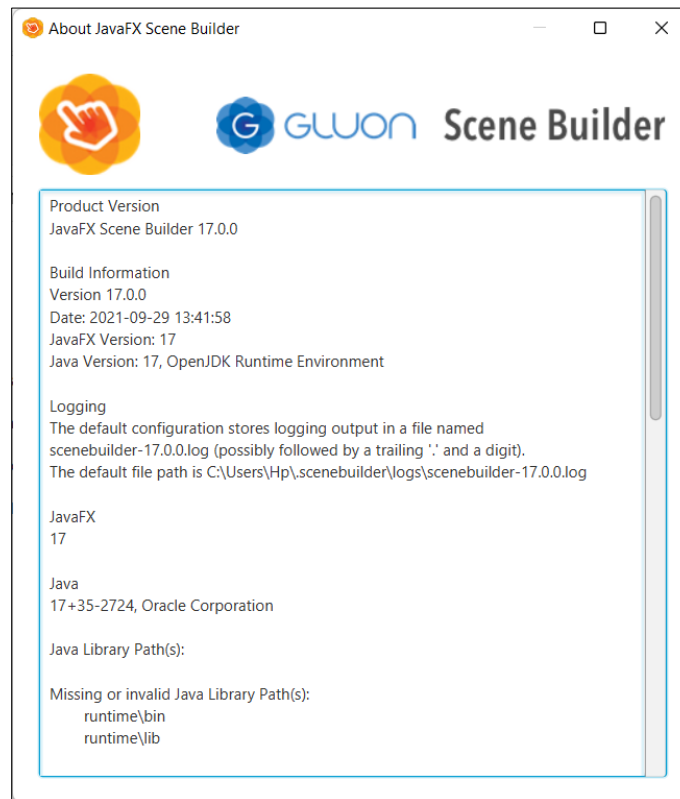 About JavaFX Scene Builder
G GLUON Scene Builder
Product Version
JavaFX Scene Builder 17.0.0
Build Information
Version 17.0.0
Date: 2021-09-29 13:41:58
JavaFX Version: 17
Java Version: 17, OpenJDK Runtime Environment
Logging
The default configuration stores logging output in a file named
scenebuilder-17.0.0.log (possibly followed by a trailing '.' and a digit).
The default file path is C:\Users\Hp\.scenebuilder\logs\scenebuilder-17.0.0.log
JavaFX
17
Java
17+35-2724, Oracle Corporation
Java Library Path(s):
Missing or invalid Java Library Path(s):
runtime\bin
runtime\lib